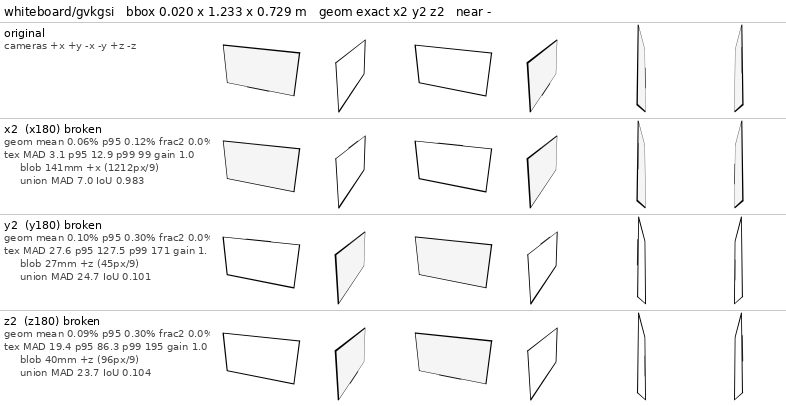 whiteboard/gvkgsi bbox 0.020 x 1.233 x 0.729 m geom exact x2 y2 z2 near -
original
cameras +x +y -x -y +z -z
x2 (x180) broken
geom mean 0.06% p95 0.12% frac2 0.0%
tex MAD 3.1 p95 12.9 p99 99 gain 1.0
blob 141mm +x (1212px/9)
union MAD 7.0 IoU 0.983
y2 (y180) broken
geom mean 0.10% p95 0.30% frac2 0.0%
tex MAD 27.6 p95 127.5 p99 171 gain 1.
blob 27mm +z (45px/9)
union MAD 24.7 IoU 0.101
z2 (z180) broken
geom mean 0.09% p95 0.30% frac2 0.0%
tex MAD 19.4 p95 86.3 p99 195 gain 1.0
blob 40mm +z (96px/9)
union MAD 23.7 IoU 0.104